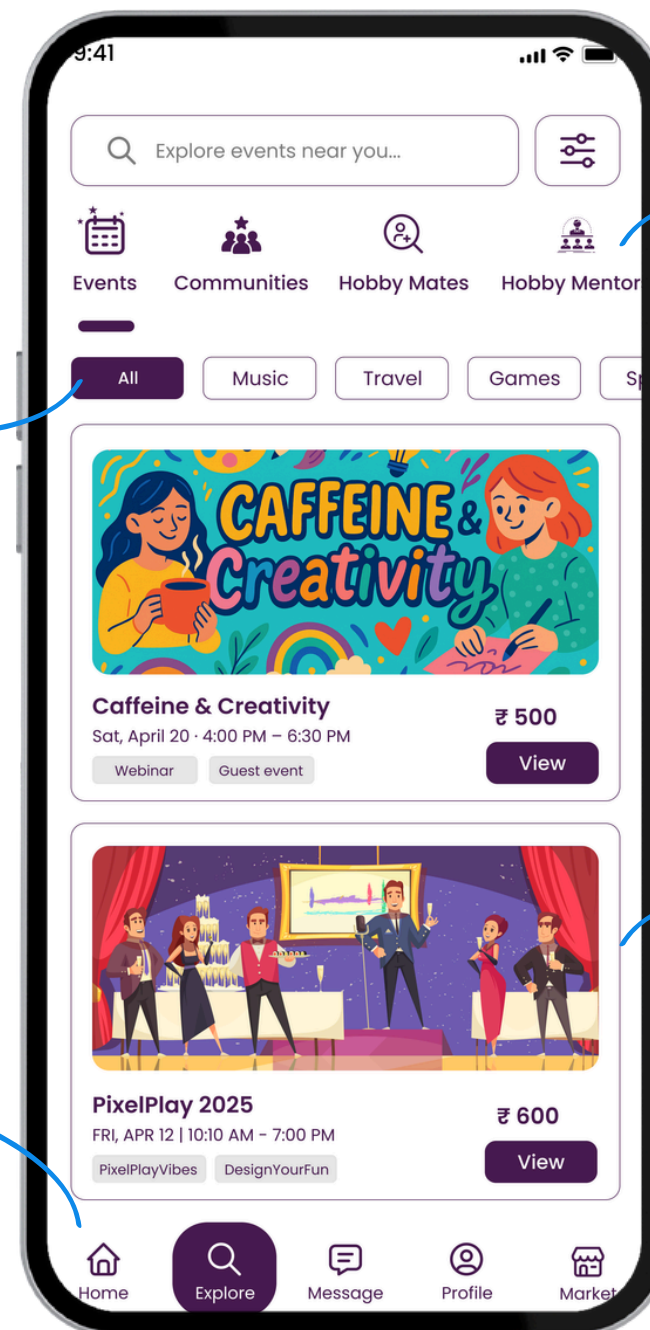 9:41
Explore events near you...
Events Communities Hobby Mates Hobby Mentor
All Music Travel Games Sp
CAFFEINE &
Creativity
Caffeine & Creativity
₹ 500
Sat, April 20 · 4:00 PM – 6:30 PM
View
Webinar Guest event
PixelPlay 2025
₹ 600
FRI, APR 12 | 10:10 AM - 7:00 PM
View
PixelPlayVibes DesignYourFun
Home Explore Message Profile Market